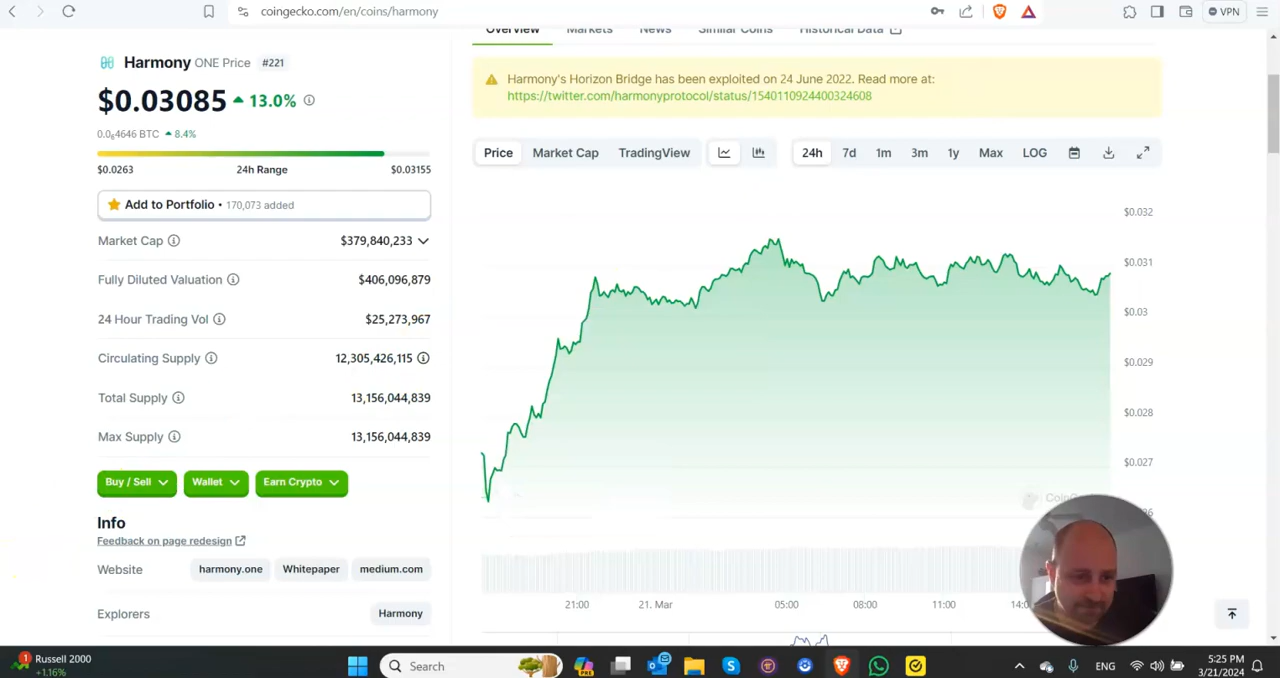 coingecko.com/en/coins/harmony
VPN
Overview Markets News Similar Coins Historical Data
Harmony ONE Price #221
$0.03085 13.0%
0.0₆4646 BTC 8.4%
$0.0263 24h Range $0.03155
Add to Portfolio • 170,073 added
Market Cap $379,840,233
Fully Diluted Valuation $406,096,879
24 Hour Trading Vol $25,273,967
Circulating Supply 12,305,426,115
Total Supply 13,156,044,839
Max Supply 13,156,044,839
Buy / Sell Wallet Earn Crypto
Info
Feedback on page redesign
Website harmony.one Whitepaper medium.com
Explorers Harmony
Harmony's Horizon Bridge has been exploited on 24 June 2022. Read more at:
https://twitter.com/harmonyprotocol/status/1540110924400324608
Price Market Cap TradingView 24h 7d 1m 3m 1y Max LOG
$0.032
$0.031
$0.03
$0.029
$0.028
$0.027
21:00 21. Mar 05:00 08:00 11:00
1 Russell 2000
+1.16%
Search
PRE
ENG
5:25 PM
3/21/2024